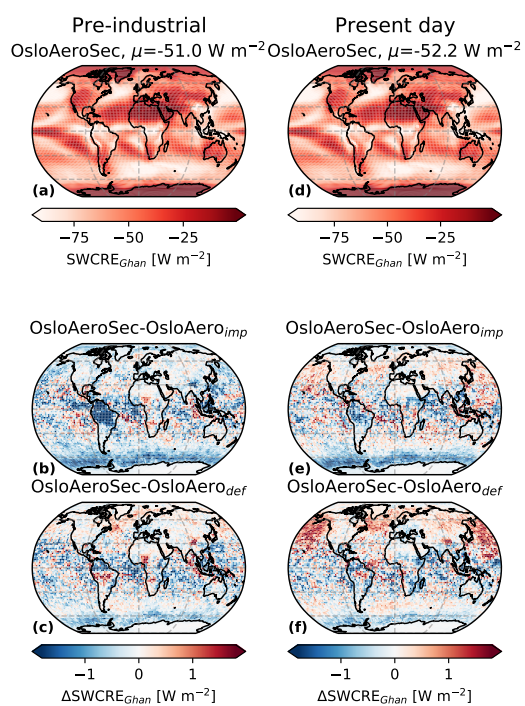 Pre-industrial Present day
OsloAeroSec, μ=-51.0 W m⁻² OsloAeroSec, μ=-52.2 W m⁻²
(a) (d)
−75 −50 −25 −75 −50 −25
SWCRE_Ghan [W m⁻²] SWCRE_Ghan [W m⁻²]
OsloAeroSec-OsloAero_imp OsloAeroSec-OsloAero_imp
(b) (e)
OsloAeroSec-OsloAero_def OsloAeroSec-OsloAero_def
(c) (f)
−1 0 1 −1 0 1
ΔSWCRE_Ghan [W m⁻²] ΔSWCRE_Ghan [W m⁻²]